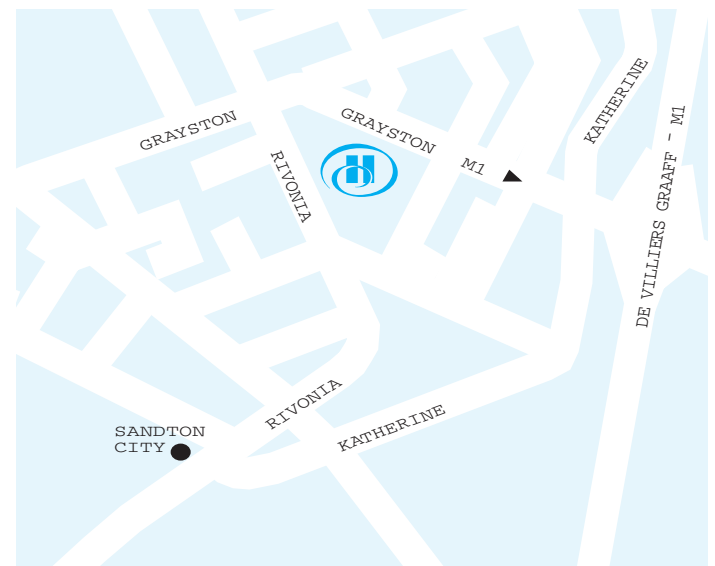 KATHERINE
GRAYSTON
GRAYSTON
M1
DE VILLIERS GRAAFF - M1
RIVONIA
H
RIVONIA
KATHERINE
SANDTON
CITY